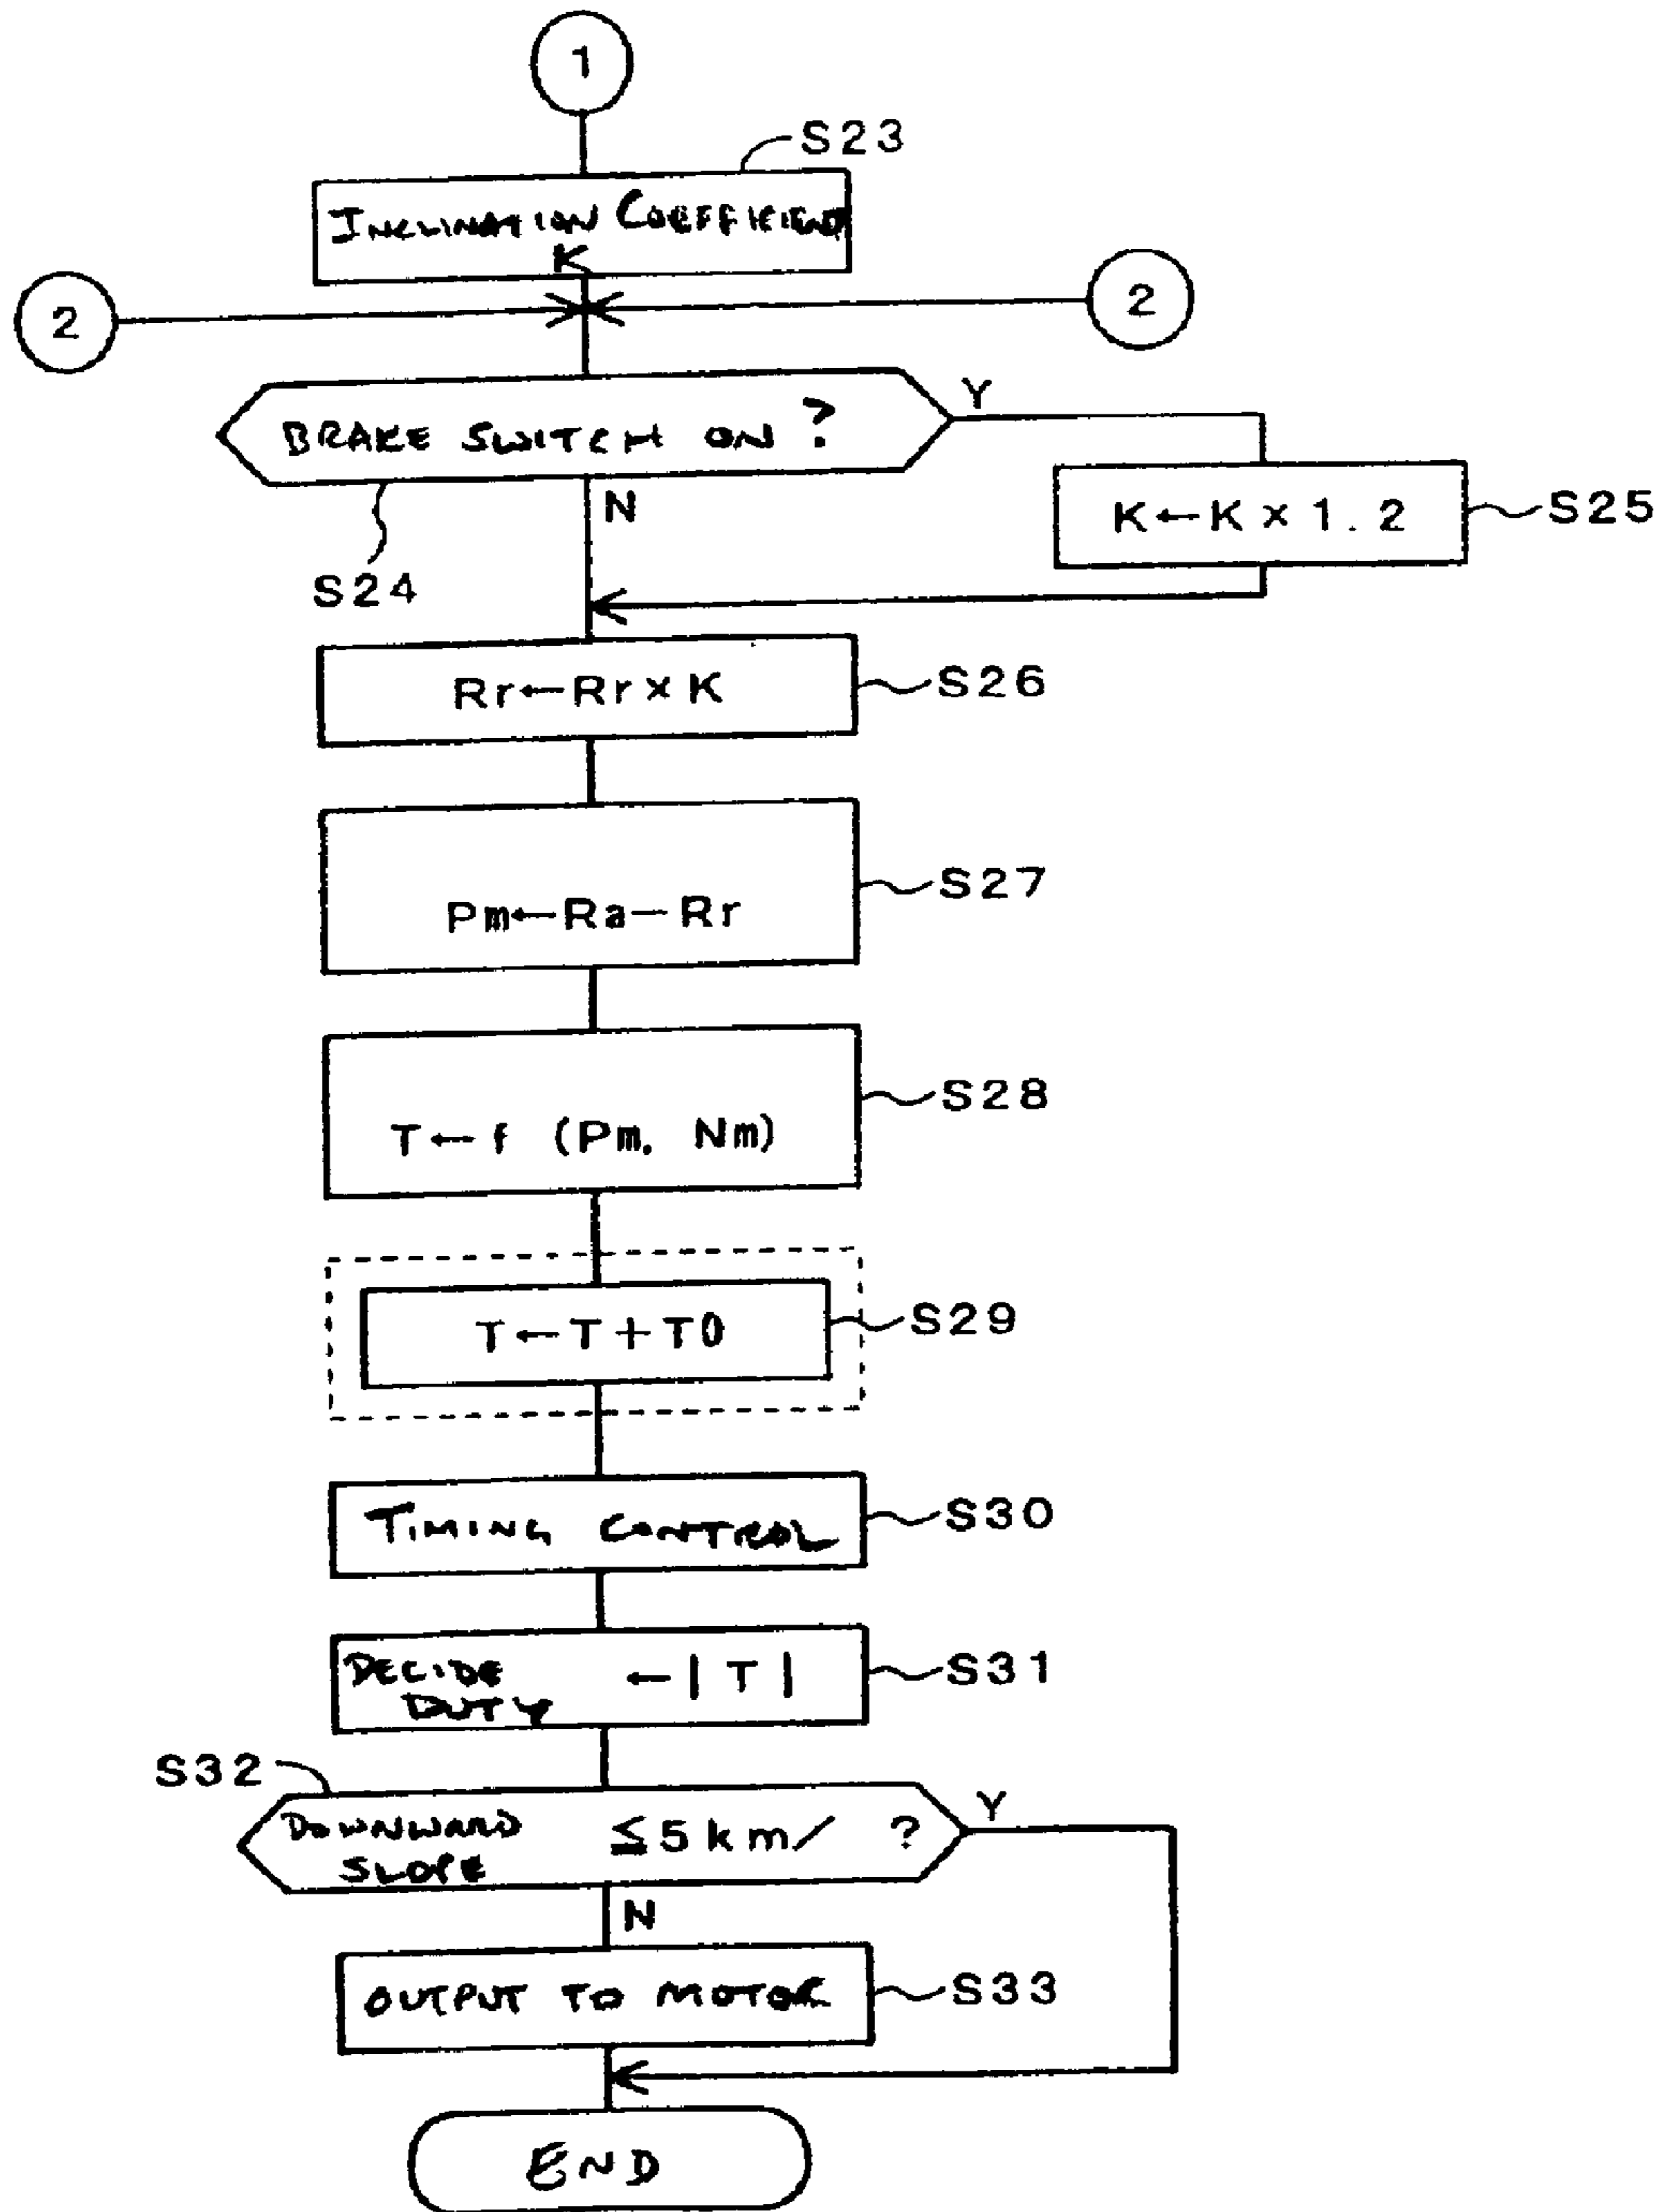 1
S23
INCLINATION COEFFICIENT
K
2
2
BRAKE SWITCH ON ?
Y
N
S24
K←K×1.2
S25
Rr←Rr×K
S26
Pm←Ra−Rr
S27
T←f (Pm, Nm)
S28
T←T+T0
S29
TIMING CONTROL
S30
DECIDE ←|T|
DUTY
S31
S32
DOWNWARD ≦5km/ ?
SLOPE
Y
N
OUTPUT TO MOTOR
S33
END